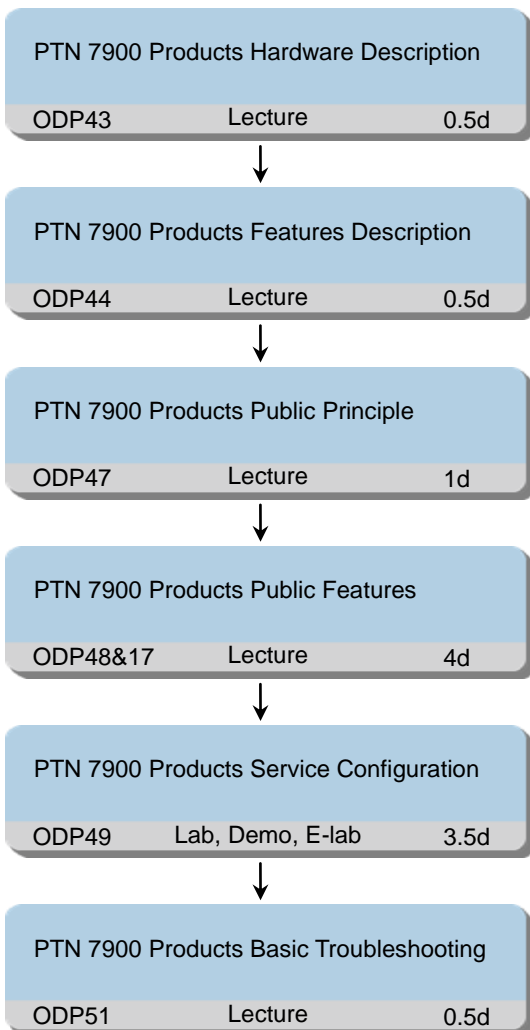 PTN 7900 Products Hardware Description
ODP43 Lecture 0.5d
PTN 7900 Products Features Description
ODP44 Lecture 0.5d
PTN 7900 Products Public Principle
ODP47 Lecture 1d
PTN 7900 Products Public Features
ODP48&17 Lecture 4d
PTN 7900 Products Service Configuration
ODP49 Lab, Demo, E-lab 3.5d
PTN 7900 Products Basic Troubleshooting
ODP51 Lecture 0.5d